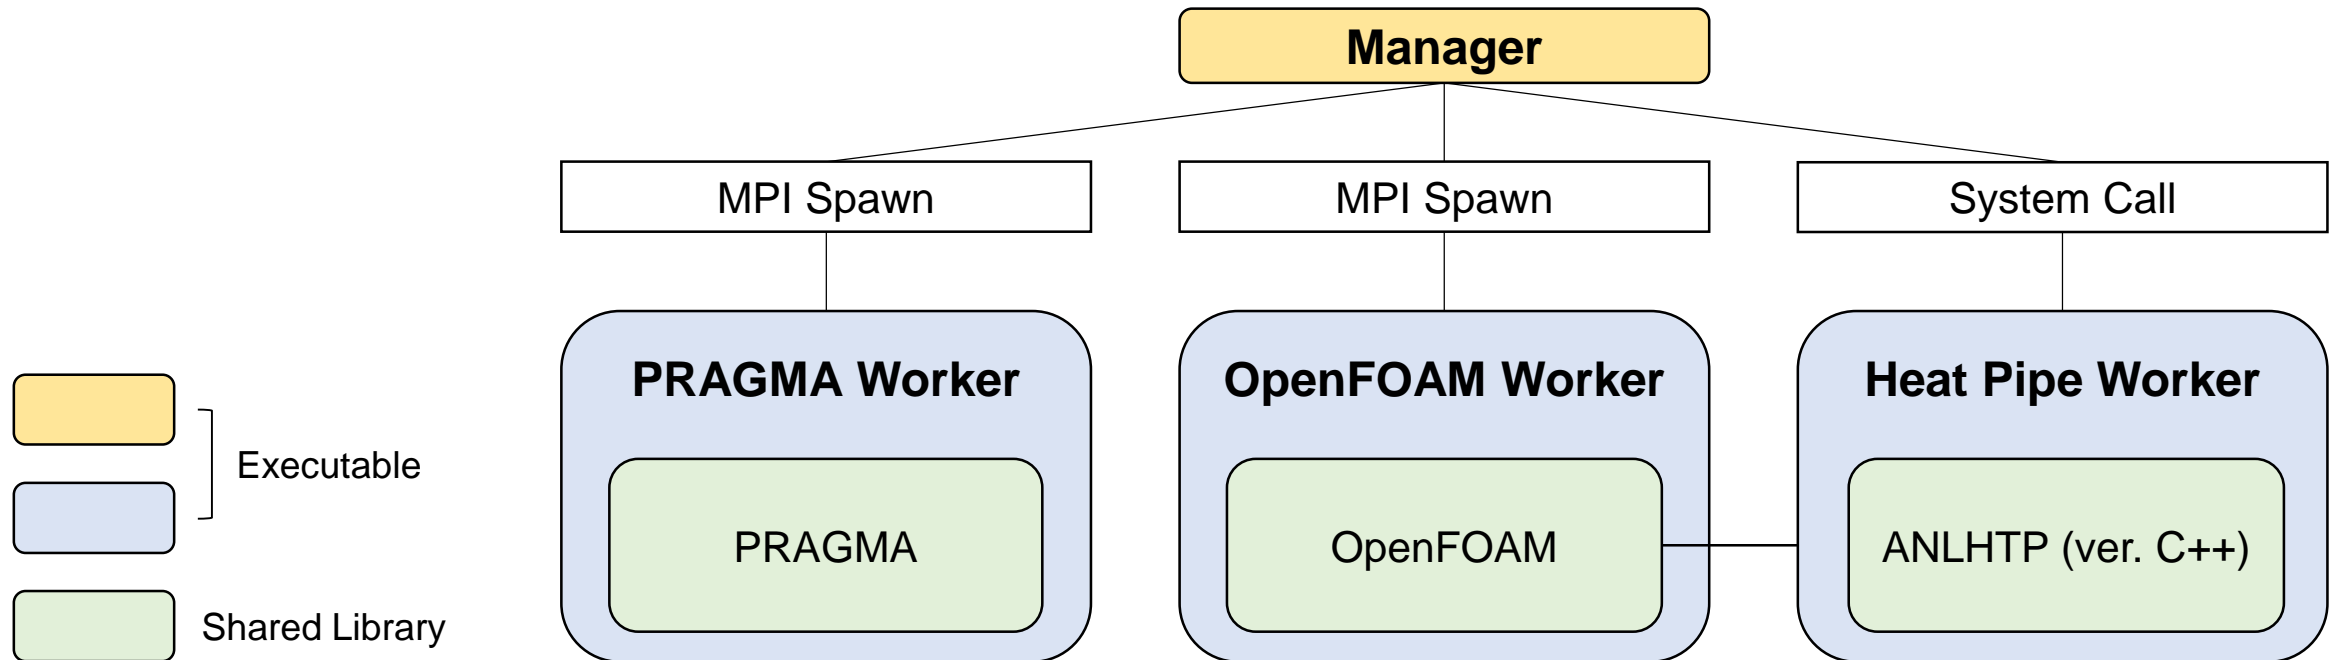 Manager
MPI Spawn
MPI Spawn
System Call
PRAGMA Worker
OpenFOAM Worker
Heat Pipe Worker
PRAGMA
OpenFOAM
ANLHTP (ver. C++)
Executable
Shared Library